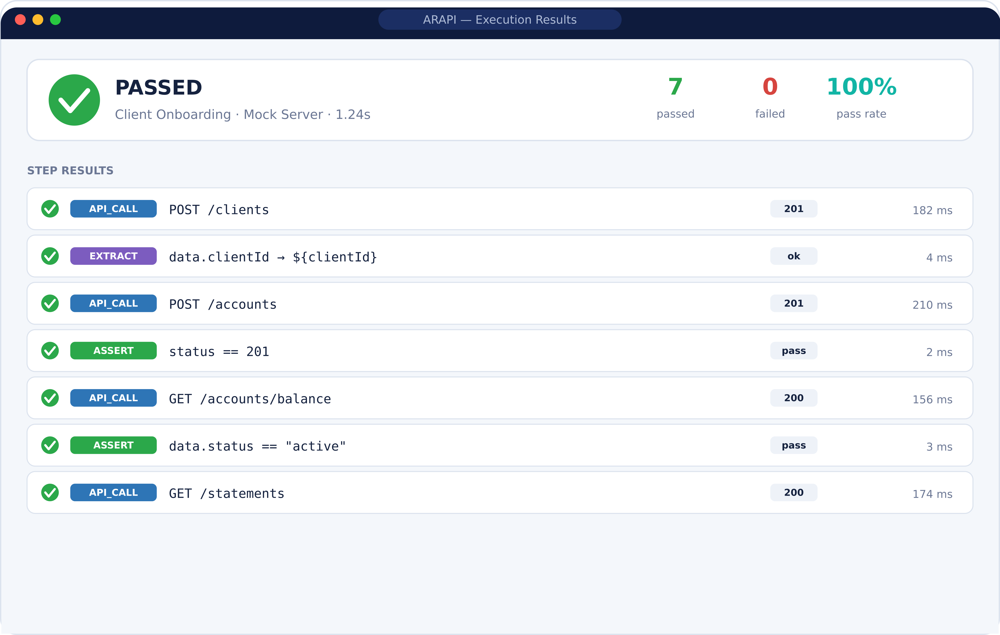 ARAPI — Execution Results
PASSED
Client Onboarding · Mock Server · 1.24s
7
passed
0
failed
100%
pass rate
STEP RESULTS
API_CALL POST /clients 201 182 ms
EXTRACT data.clientId → ${clientId} ok 4 ms
API_CALL POST /accounts 201 210 ms
ASSERT status == 201 pass 2 ms
API_CALL GET /accounts/balance 200 156 ms
ASSERT data.status == "active" pass 3 ms
API_CALL GET /statements 200 174 ms